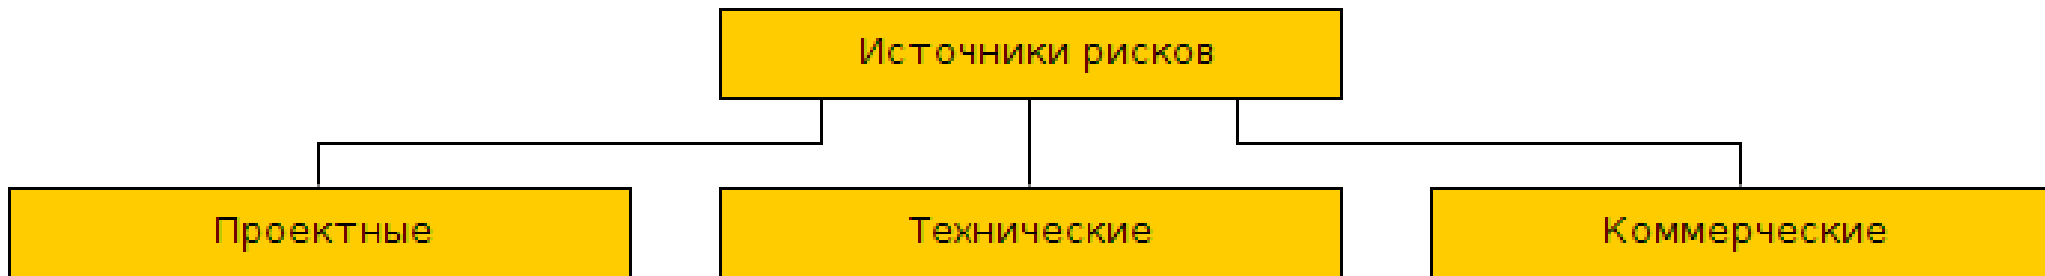 Источники рисков
Проектные
Технические
Коммерческие